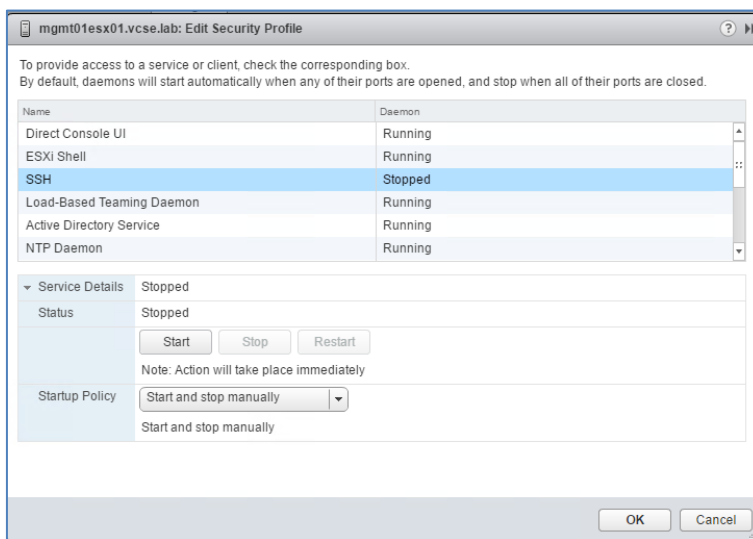 mgmt01esx01.vcse.lab: Edit Security Profile
To provide access to a service or client, check the corresponding box.
By default, daemons will start automatically when any of their ports are opened, and stop when all of their ports are closed.
Name Daemon
Direct Console UI Running
ESXi Shell Running
SSH Stopped
Load-Based Teaming Daemon Running
Active Directory Service Running
NTP Daemon Running
Service Details Stopped
Status Stopped
Start Stop Restart
Note: Action will take place immediately
Startup Policy Start and stop manually
Start and stop manually
OK Cancel